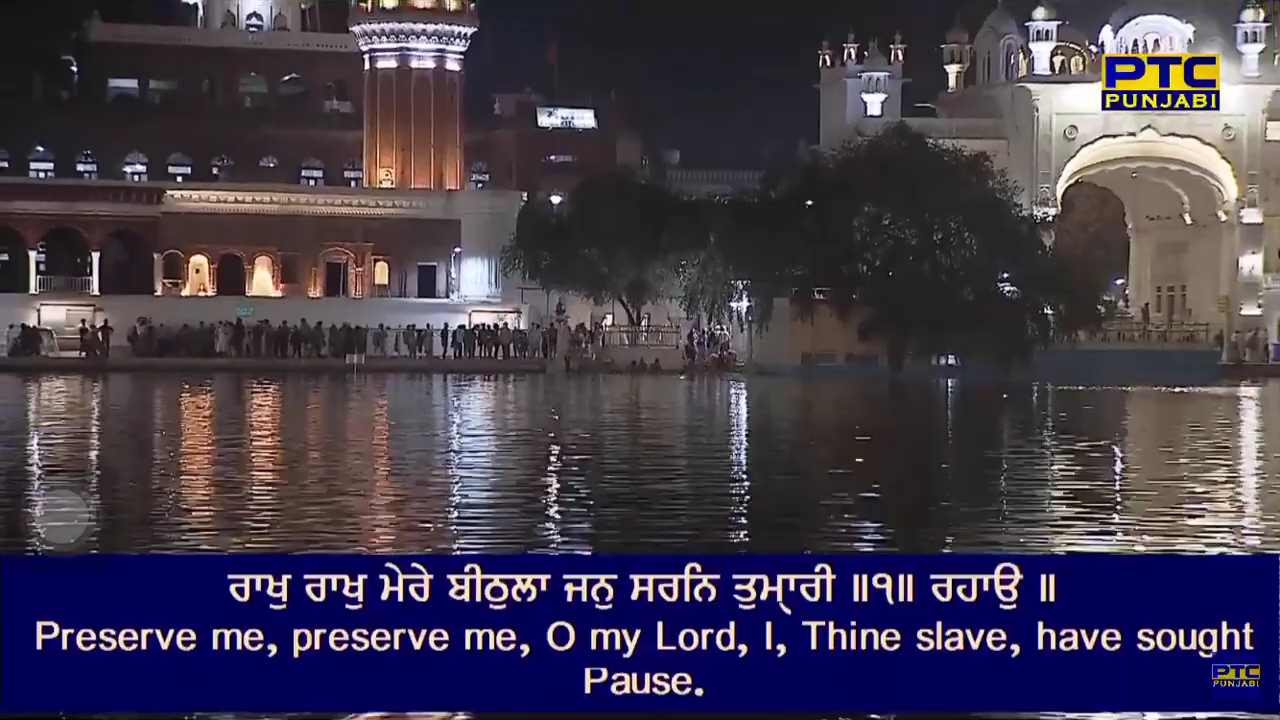 PTC
PUNJABI
ਰਾਖੁ ਰਾਖੁ ਮੇਰੇ ਬੀਠੁਲਾ ਜਨੁ ਸਰਨਿ ਤੁਮ੍ਹਾਰੀ ॥੧॥ ਰਹਾਉ ॥
Preserve me, preserve me, O my Lord, I, Thine slave, have sought
Pause.
PTC
PUNJABI